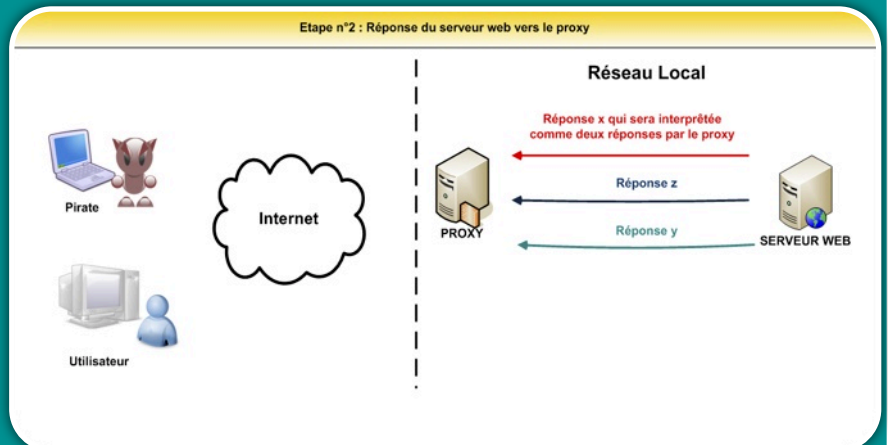 Etape n°2 : Réponse du serveur web vers le proxy
Réseau Local
Réponse x qui sera interprêtée
comme deux réponses par le proxy
Pirate
Internet
Réponse z
PROXY
Réponse y
SERVEUR WEB
Utilisateur